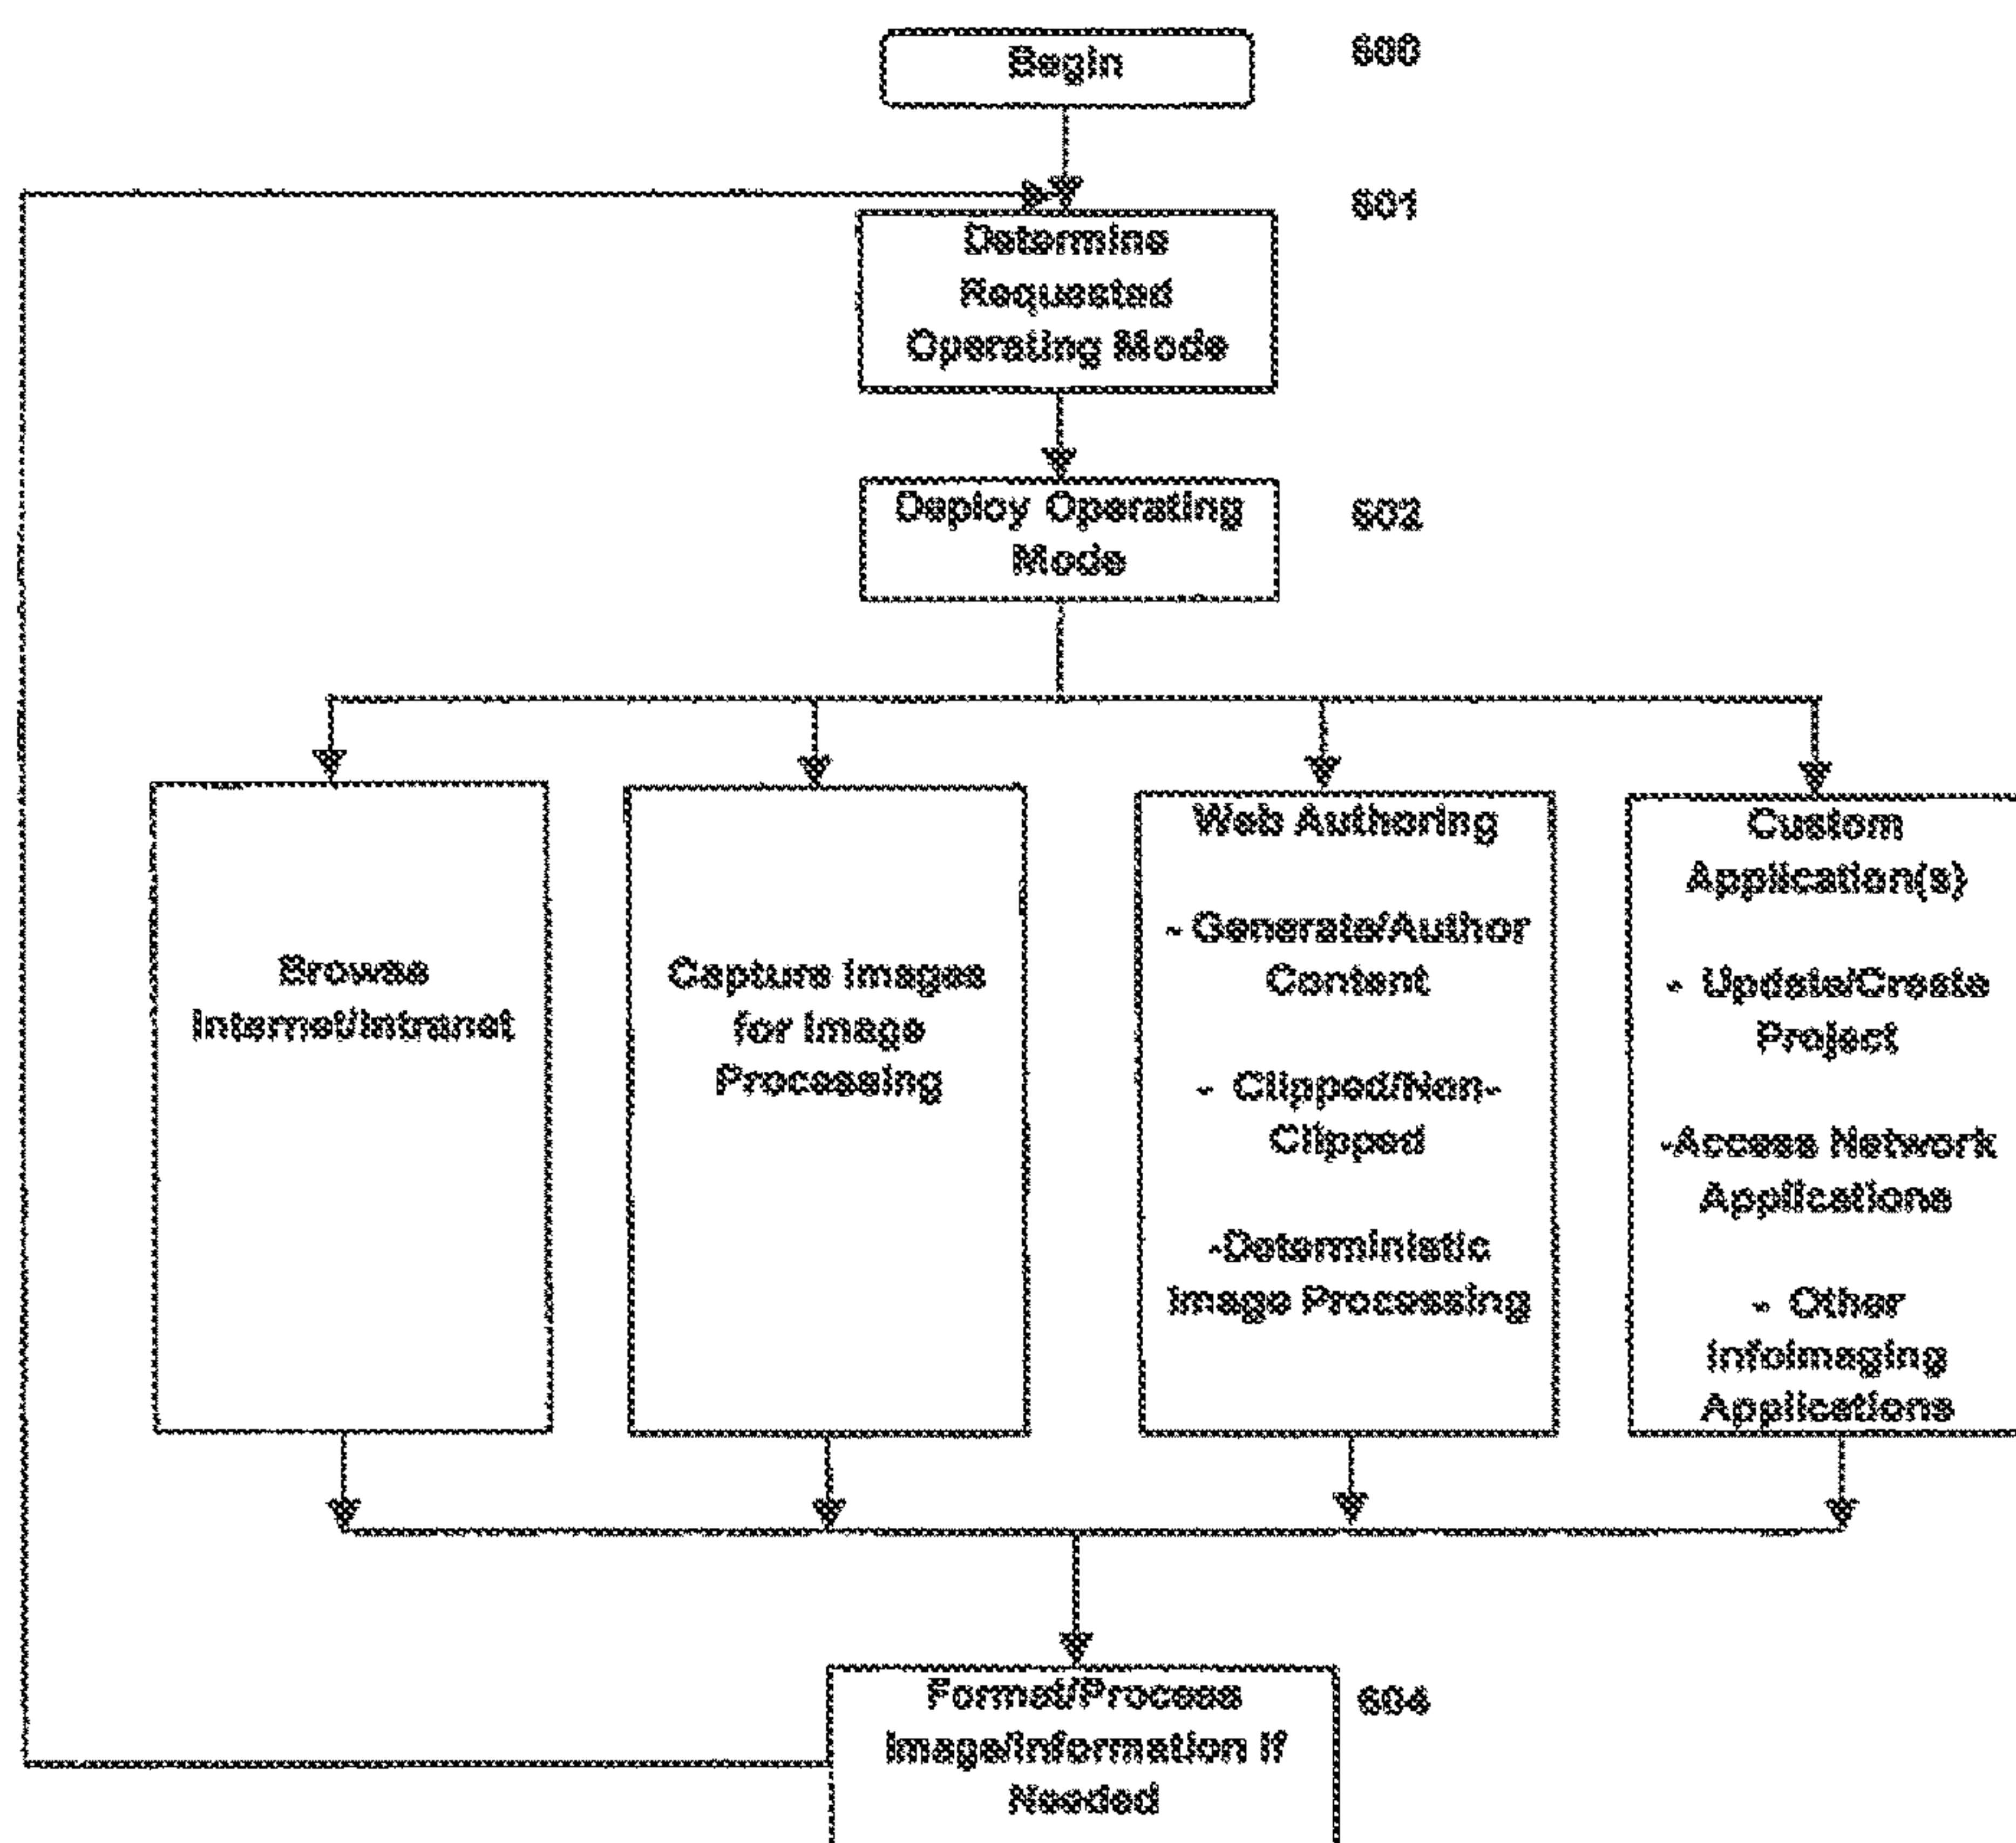 Begin
600
601
Determine
Requested
Operating Mode
Deploy Operating
Mode
602
Browse
Internet/Intranet
Capture Images
for Image
Processing
Web Authoring
- Generate/Author
Content
- Clipped/Non-
Clipped
-Deterministic
Image Processing
Custom
Application(s)
- Update/Create
Project
-Access Network
Applications
- Other
InfoImaging
Applications
Format/Process
Image/Information If
Needed
604